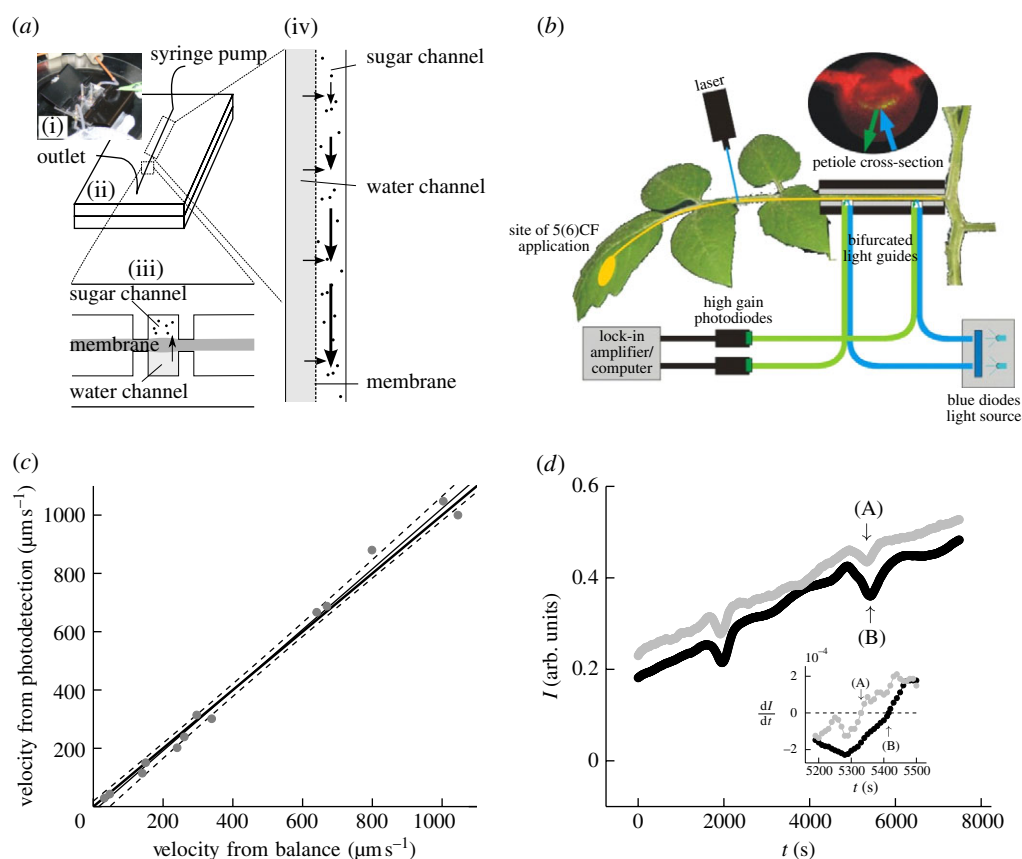 (a)
syringe pump
(i)
outlet
(ii)
(iii)
sugar channel
membrane
water channel
(iv)
sugar channel
water channel
membrane
(b)
laser
petiole cross-section
site of 5(6)CF
application
bifurcated
light guides
high gain
photodiodes
lock-in
amplifier/
computer
blue diodes
light source
(c)
velocity from photodetection (μm s−1)
1000
800
600
400
200
0
200
400
600
800
1000
velocity from balance (μm s−1)
(d)
I (arb. units)
0.6
0.4
0.2
0
(A)
(B)
10−4
2
0
−2
dI
dt
(A)
(B)
5200
5300
5400
5500
t (s)
0
2000
4000
6000
8000
t (s)